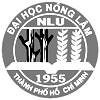 ĐẠI HỌC NÔNG LÂM
NLU
1955
THÀNH PHỐ HỒ CHÍ MINH